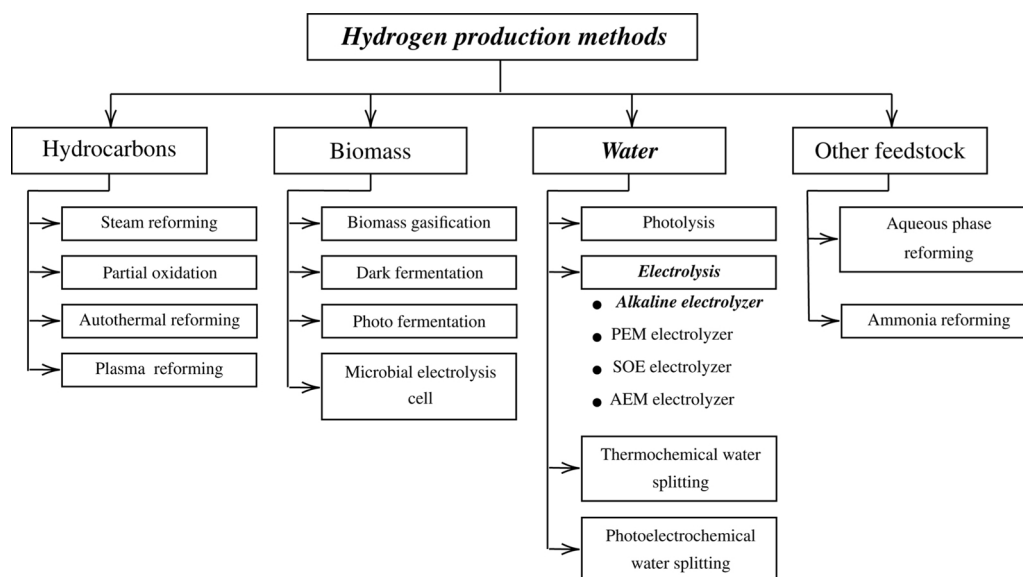 Hydrogen production methods
Hydrocarbons
Steam reforming
Partial oxidation
Autothermal reforming
Plasma reforming
Biomass
Biomass gasification
Dark fermentation
Photo fermentation
Microbial electrolysis
cell
Water
Photolysis
Electrolysis
● Alkaline electrolyzer
● PEM electrolyzer
● SOE electrolyzer
● AEM electrolyzer
Thermochemical water
splitting
Photoelectrochemical
water splitting
Other feedstock
Aqueous phase
reforming
Ammonia reforming